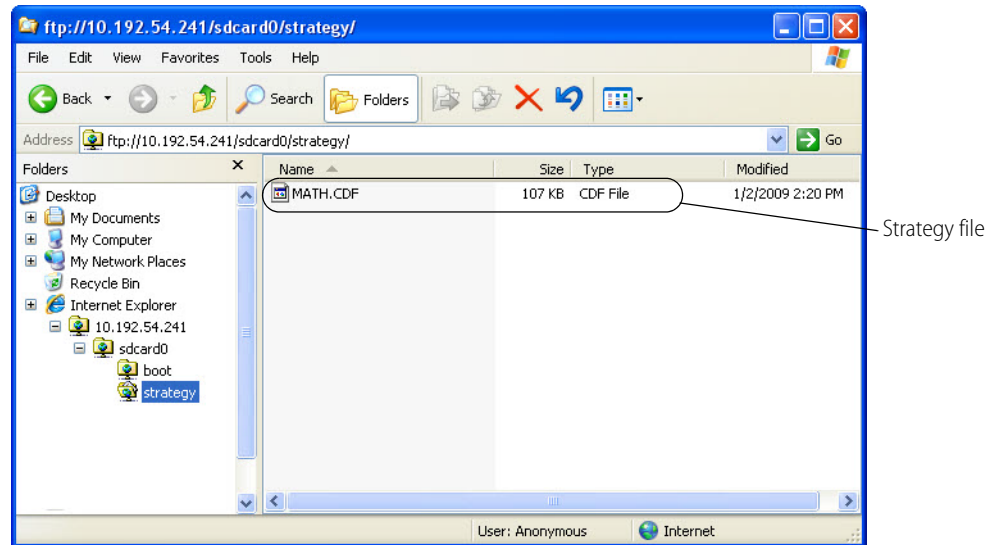 ftp://10.192.54.241/sdcard0/strategy/
File Edit View Favorites Tools Help
Back Search Folders
Address ftp://10.192.54.241/sdcard0/strategy/ Go
Folders x Name Size Type Modified
Desktop
My Documents
My Computer
My Network Places
Recycle Bin
Internet Explorer
10.192.54.241
sdcard0
boot
strategy
MATH.CDF 107 KB CDF File 1/2/2009 2:20 PM
Strategy file
User: Anonymous Internet